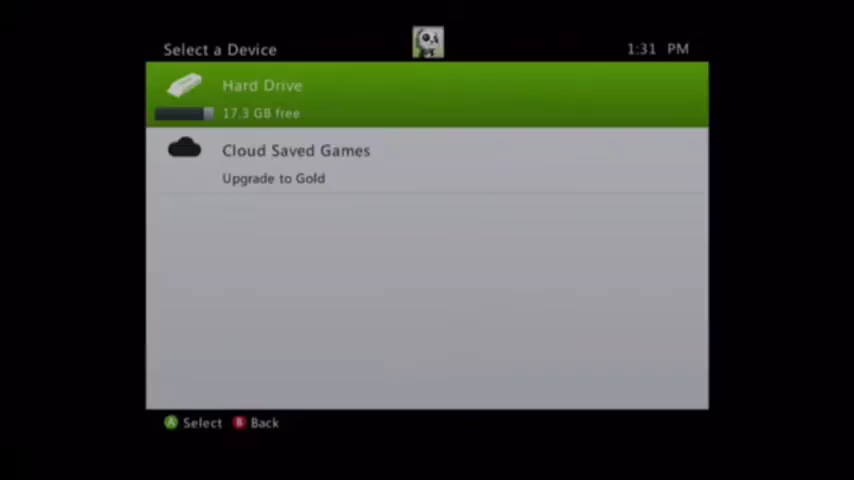 Select a Device
1:31 PM
Hard Drive
17.3 GB free
Cloud Saved Games
Upgrade to Gold
A Select B Back